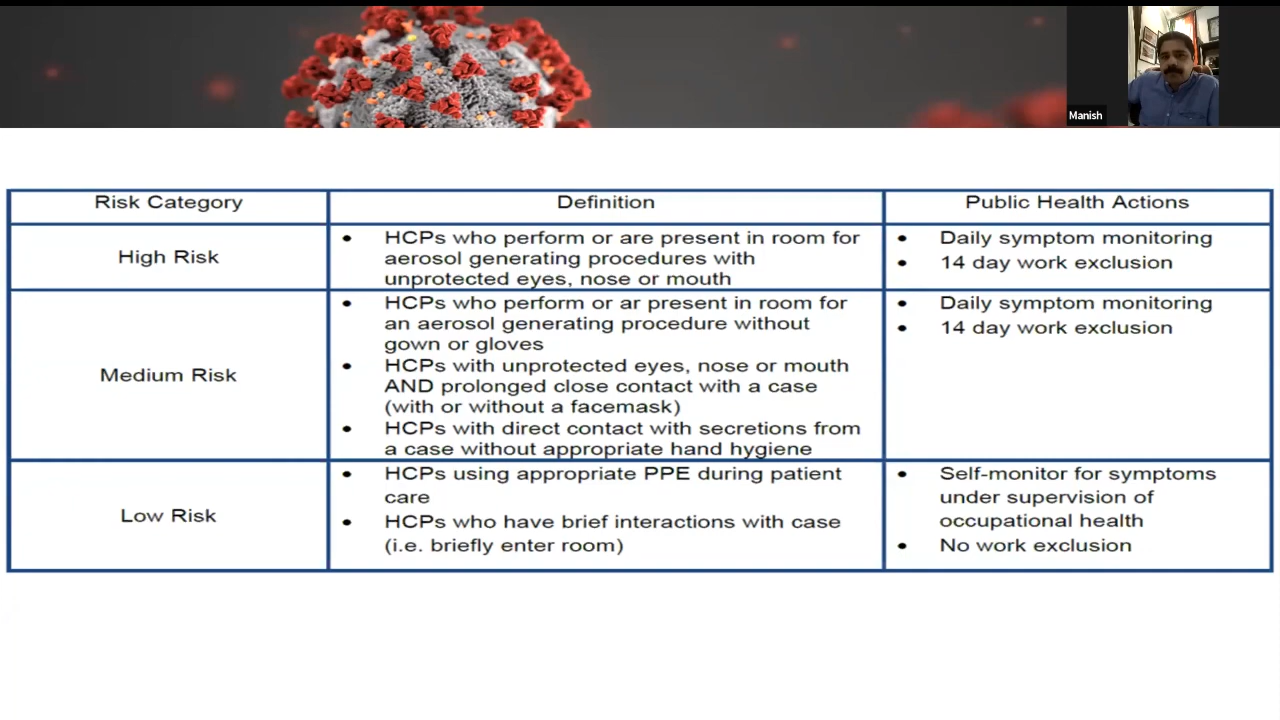 Manish
Risk Category
Definition
Public Health Actions
High Risk
• HCPs who perform or are present in room for
aerosol generating procedures with
unprotected eyes, nose or mouth
• Daily symptom monitoring
• 14 day work exclusion
Medium Risk
• HCPs who perform or ar present in room for
an aerosol generating procedure without
gown or gloves
• HCPs with unprotected eyes, nose or mouth
AND prolonged close contact with a case
(with or without a facemask)
• HCPs with direct contact with secretions from
a case without appropriate hand hygiene
• Daily symptom monitoring
• 14 day work exclusion
Low Risk
• HCPs using appropriate PPE during patient
care
• HCPs who have brief interactions with case
(i.e. briefly enter room)
• Self-monitor for symptoms
under supervision of
occupational health
• No work exclusion